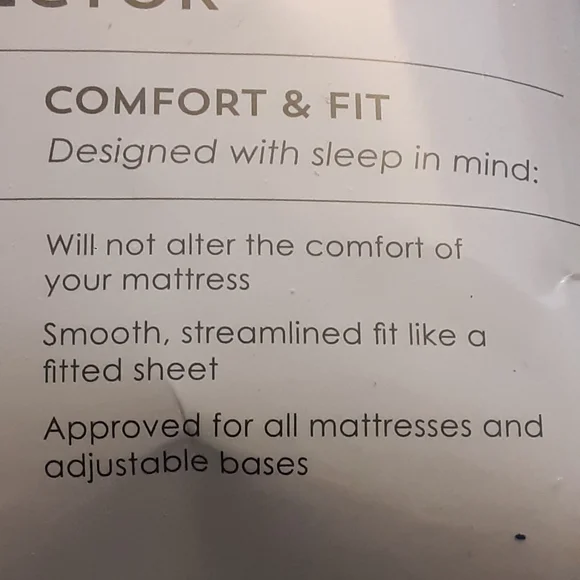 COMFORT & FIT
Designed with sleep in mind:
Will not alter the comfort of
your mattress
Smooth, streamlined fit like a
fitted sheet
Approved for all mattresses and
adjustable bases